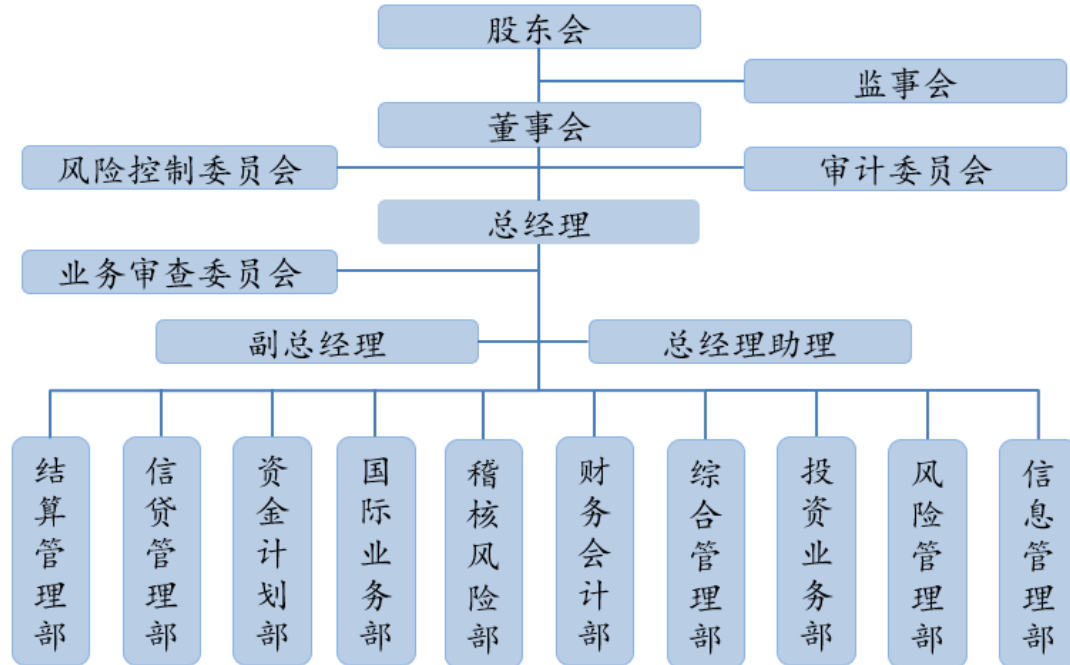 股东会
监事会
董事会
风险控制委员会
审计委员会
总经理
业务审查委员会
副总经理
总经理助理
结算管理部
信贷管理部
资金计划部
国际业务部
稽核风险部
财务会计部
综合管理部
投资业务部
风险管理部
信息管理部